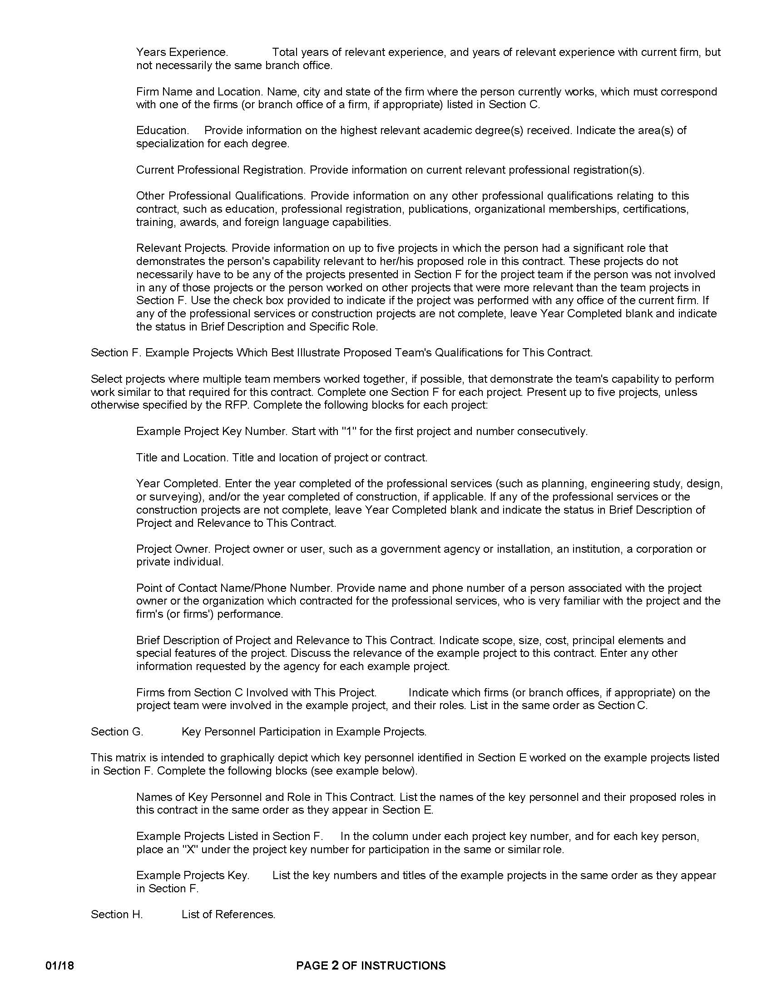 Years Experience. Total years of relevant experience, and years of relevant experience with current firm, but
not necessarily the same branch office.
Firm Name and Location. Name, city and state of the firm where the person currently works, which must correspond
with one of the firms (or branch office of a firm, if appropriate) listed in Section C.
Education. Provide information on the highest relevant academic degree(s) received. Indicate the area(s) of
specialization for each degree.
Current Professional Registration. Provide information on current relevant professional registration(s).
Other Professional Qualifications. Provide information on any other professional qualifications relating to this
contract, such as education, professional registration, publications, organizational memberships, certifications,
training, awards, and foreign language capabilities.
Relevant Projects. Provide information on up to five projects in which the person had a significant role that
demonstrates the person's capability relevant to her/his proposed role in this contract. These projects do not
necessarily have to be any of the projects presented in Section F for the project team if the person was not involved
in any of those projects or the person worked on other projects that were more relevant than the team projects in
Section F. Use the check box provided to indicate if the project was performed with any office of the current firm. If
any of the professional services or construction projects are not complete, leave Year Completed blank and indicate
the status in Brief Description and Specific Role.
Section F. Example Projects Which Best Illustrate Proposed Team's Qualifications for This Contract.
Select projects where multiple team members worked together, if possible, that demonstrate the team's capability to perform
work similar to that required for this contract. Complete one Section F for each project. Present up to five projects, unless
otherwise specified by the RFP. Complete the following blocks for each project:
Example Project Key Number. Start with "1" for the first project and number consecutively.
Title and Location. Title and location of project or contract.
Year Completed. Enter the year completed of the professional services (such as planning, engineering study, design,
or surveying), and/or the year completed of construction, if applicable. If any of the professional services or the
construction projects are not complete, leave Year Completed blank and indicate the status in Brief Description of
Project and Relevance to This Contract.
Project Owner. Project owner or user, such as a government agency or installation, an institution, a corporation or
private individual.
Point of Contact Name/Phone Number. Provide name and phone number of a person associated with the project
owner or the organization which contracted for the professional services, who is very familiar with the project and the
firm's (or firms') performance.
Brief Description of Project and Relevance to This Contract. Indicate scope, size, cost, principal elements and
special features of the project. Discuss the relevance of the example project to this contract. Enter any other
information requested by the agency for each example project.
Firms from Section C Involved with This Project. Indicate which firms (or branch offices, if appropriate) on the
project team were involved in the example project, and their roles. List in the same order as Section C.
Section G. Key Personnel Participation in Example Projects.
This matrix is intended to graphically depict which key personnel identified in Section E worked on the example projects listed
in Section F. Complete the following blocks (see example below).
Names of Key Personnel and Role in This Contract. List the names of the key personnel and their proposed roles in
this contract in the same order as they appear in Section E.
Example Projects Listed in Section F. In the column under each project key number, and for each key person,
place an "X" under the project key number for participation in the same or similar role.
Example Projects Key. List the key numbers and titles of the example projects in the same order as they appear
in Section F.
Section H. List of References.
01/18 PAGE 2 OF INSTRUCTIONS